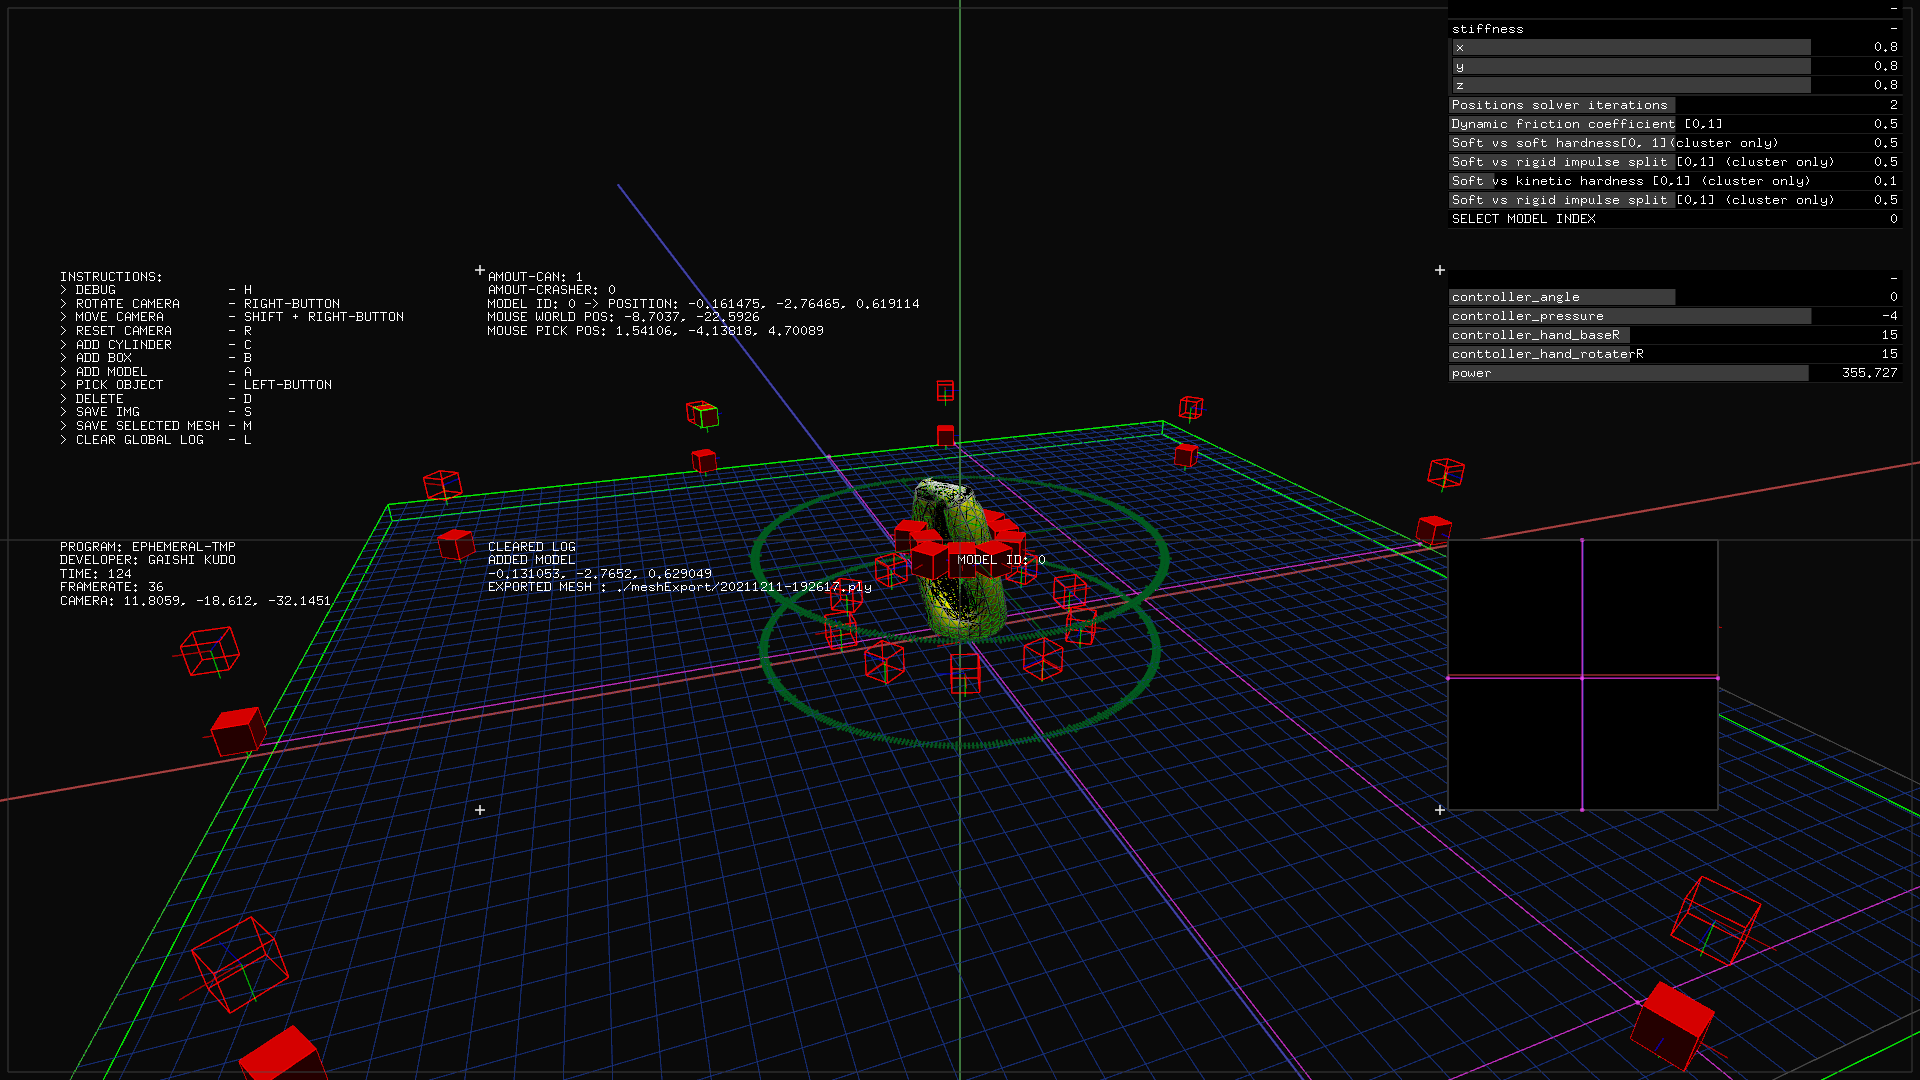 INSTRUCTIONS:
> DEBUG - H
> ROTATE CAMERA - RIGHT-BUTTON
> MOVE CAMERA - SHIFT + RIGHT-BUTTON
> RESET CAMERA - R
> ADD CYLINDER - C
> ADD BOX - B
> ADD MODEL - A
> PICK OBJECT - LEFT-BUTTON
> DELETE - D
> SAVE IMG - S
> SAVE SELECTED MESH - M
> CLEAR GLOBAL LOG - L
AMOUT-CAN: 1
AMOUT-CRASHER: 0
MODEL ID: 0 -> POSITION: -0.161475, -2.76465, 0.619114
MOUSE WORLD POS: -8.7037, -22.5926
MOUSE PICK POS: 1.54106, -4.13818, 4.70089
-
stiffness -
x 0.8
y 0.8
z 0.8
Positions solver iterations 2
Dynamic friction coefficient [0,1] 0.5
Soft vs soft hardness[0, 1](cluster only) 0.5
Soft vs rigid impulse split [0,1] (cluster only) 0.5
Soft vs kinetic hardness [0,1] (cluster only) 0.1
Soft vs rigid impulse split [0,1] (cluster only) 0.5
SELECT MODEL INDEX 0
-
controller_angle 0
controller_pressure -4
controller_hand_baseR 15
conttoller_hand_rotaterR 15
power 355.727
PROGRAM: EPHEMERAL-TMP
DEVELOPER: GAISHI KUDO
TIME: 124
FRAMERATE: 36
CAMERA: 11.8059, -18.612, -32.1451
CLEARED LOG
ADDED MODEL
-0.131053, -2.7652, 0.629049
EXPORTED MESH : ./meshExport/20211211-192617.ply
MODEL ID: 0